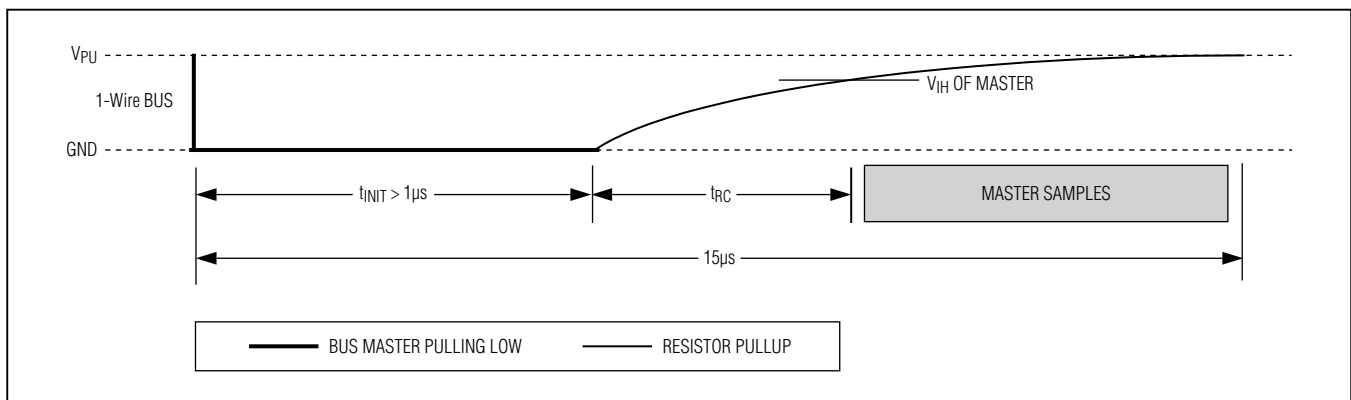 VPU
1-Wire BUS
GND
VIH OF MASTER
tINIT > 1μs
tRC
MASTER SAMPLES
15μs
BUS MASTER PULLING LOW
RESISTOR PULLUP